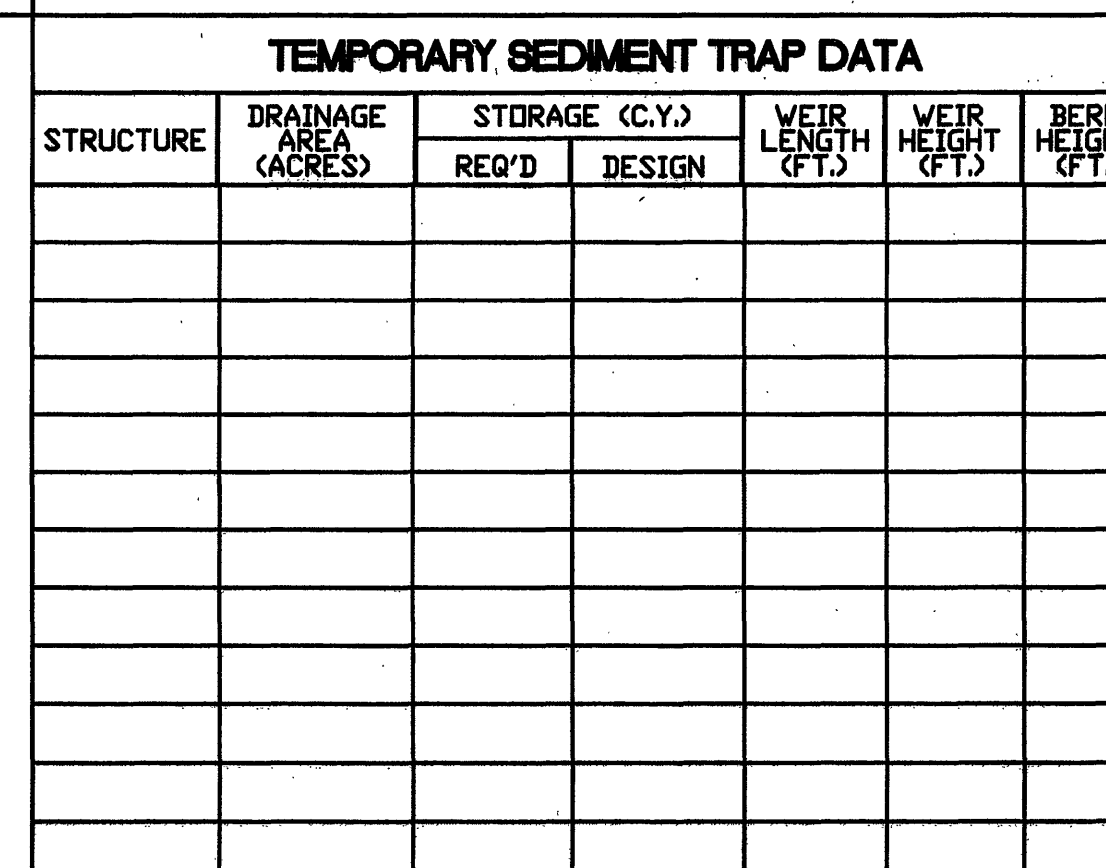 TEMPORARY SEDIMENT TRAP DATA
STRUCTURE
DRAINAGE
AREA
(ACRES)
STORAGE (C.Y.)
REQ'D
DESIGN
WEIR
LENGTH
(FT.)
WEIR
HEIGHT
(FT.)